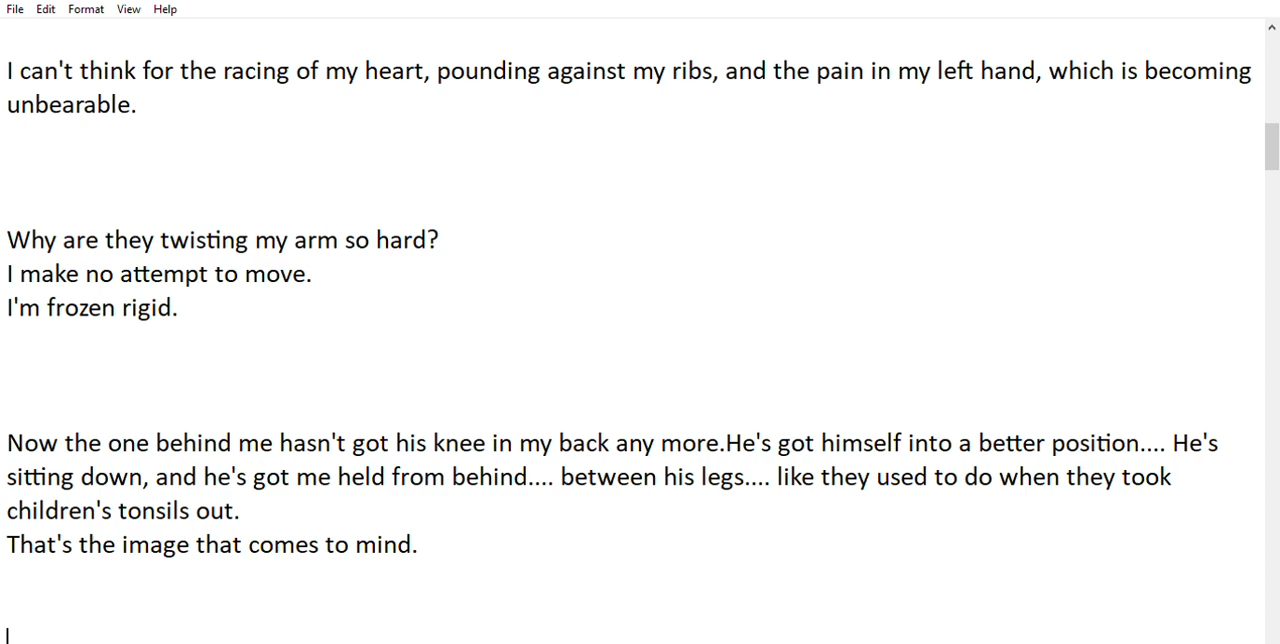 File Edit Format View Help
I can't think for the racing of my heart, pounding against my ribs, and the pain in my left hand, which is becoming
unbearable.
Why are they twisting my arm so hard?
I make no attempt to move.
I'm frozen rigid.
Now the one behind me hasn't got his knee in my back any more.He's got himself into a better position.... He's
sitting down, and he's got me held from behind.... between his legs.... like they used to do when they took
children's tonsils out.
That's the image that comes to mind.